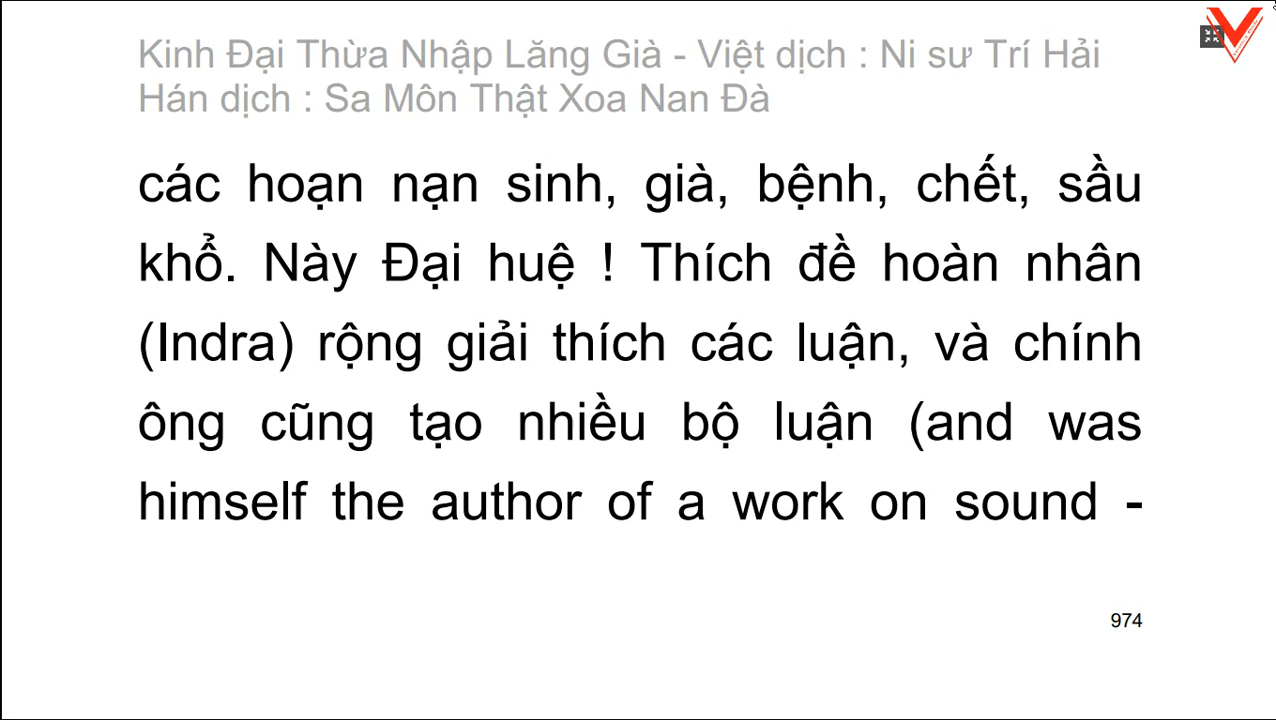 Kinh Đại Thừa Nhập Lăng Già - Việt dịch : Ni sư Trí Hải
Hán dịch : Sa Môn Thật Xoa Nan Đà
các hoạn nạn sinh, già, bệnh, chết, sầu
khổ. Này Đại huệ ! Thích đề hoàn nhân
(Indra) rộng giải thích các luận, và chính
ông cũng tạo nhiều bộ luận (and was
himself the author of a work on sound -
974